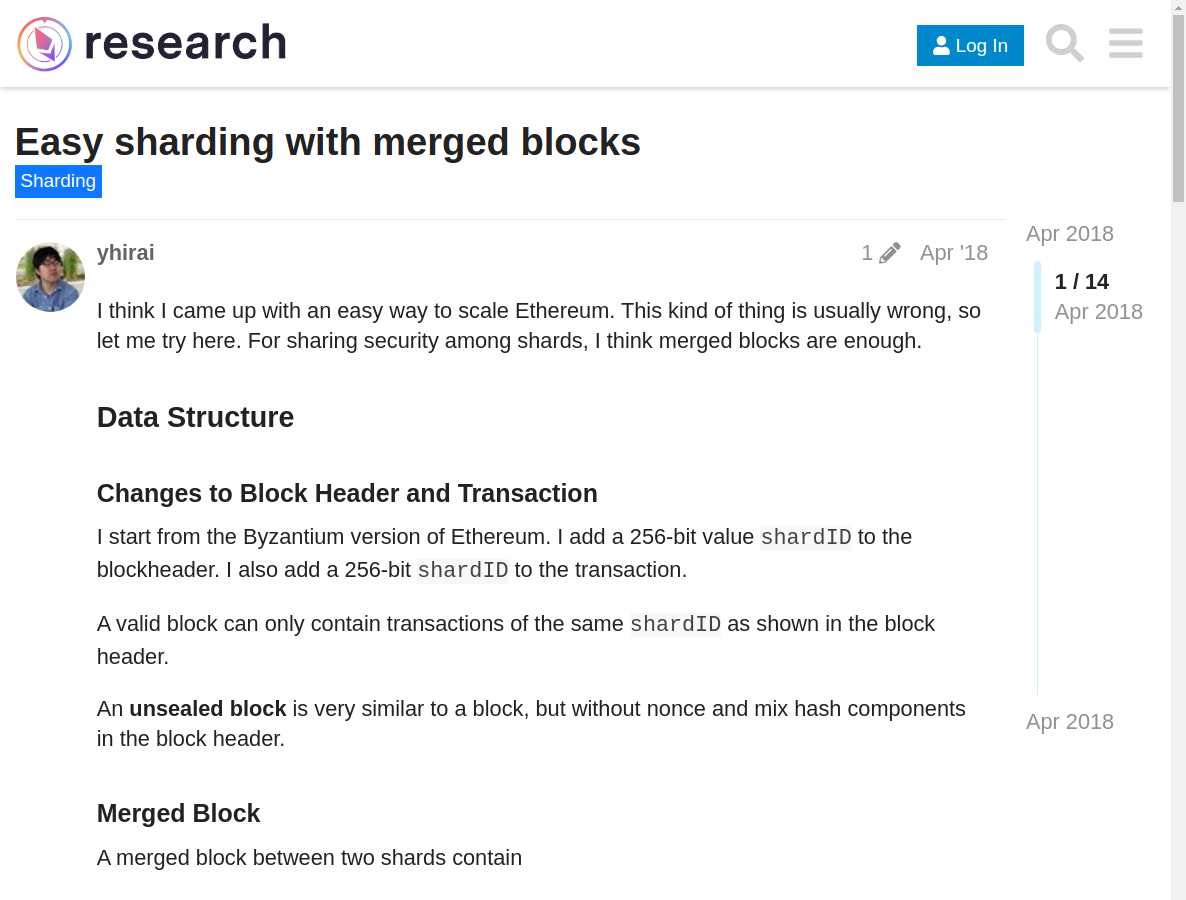 research
Log In
Easy sharding with merged blocks
Sharding
yhirai
1
Apr '18
I think I came up with an easy way to scale Ethereum. This kind of thing is usually wrong, so
let me try here. For sharing security among shards, I think merged blocks are enough.
Data Structure
Changes to Block Header and Transaction
I start from the Byzantium version of Ethereum. I add a 256-bit value shardID to the
blockheader. I also add a 256-bit shardID to the transaction.
A valid block can only contain transactions of the same shardID as shown in the block
header.
An unsealed block is very similar to a block, but without nonce and mix hash components
in the block header.
Merged Block
A merged block between two shards contain
Apr 2018
1 / 14
Apr 2018
Apr 2018